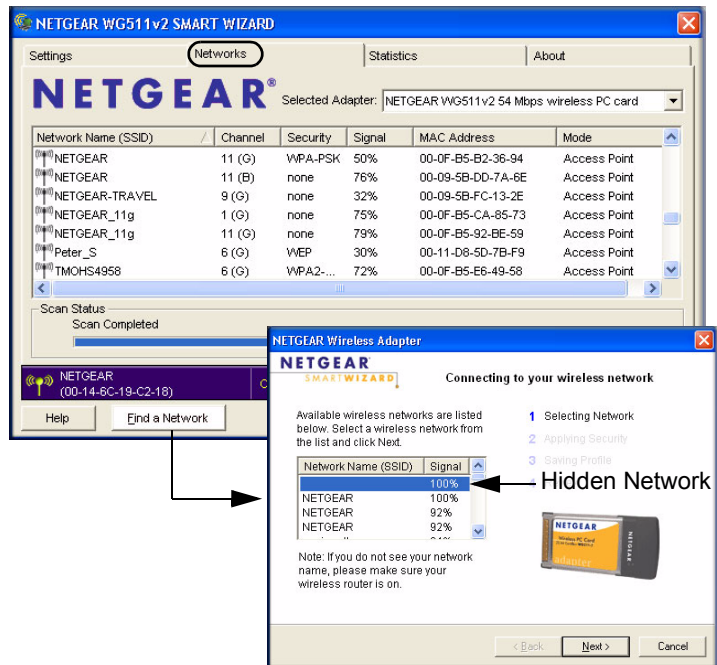 NETGEAR WG511v2 SMART WIZARD
Settings Networks Statistics About
NETGEAR® Selected Adapter: NETGEAR WG511v2 54 Mbps wireless PC card
Network Name (SSID) Channel Security Signal MAC Address Mode
NETGEAR 11 (G) WPA-PSK 50% 00-0F-B5-B2-36-94 Access Point
NETGEAR 11 (B) none 76% 00-09-5B-DD-7A-6E Access Point
NETGEAR-TRAVEL 9 (G) none 32% 00-09-5B-FC-13-2E Access Point
NETGEAR_11g 1 (G) none 75% 00-0F-B5-CA-85-73 Access Point
NETGEAR_11g 11 (G) none 79% 00-0F-B5-92-BE-59 Access Point
Peter_S 6 (G) WEP 30% 00-11-D8-5D-7B-F9 Access Point
TMOHS4958 6 (G) WPA2-... 72% 00-0F-B5-E6-49-58 Access Point
Scan Status
Scan Completed
NETGEAR
(00-14-6C-19-C2-18)
Help Find a Network
NETGEAR Wireless Adapter
NETGEAR
SMARTWIZARD
Connecting to your wireless network
Available wireless networks are listed
below. Select a wireless network from
the list and click Next.
Network Name (SSID) Signal
100%
NETGEAR 100%
NETGEAR 92%
NETGEAR 92%
Note: If you do not see your network
name, please make sure your
wireless router is on.
1 Selecting Network
2 Applying Security
3 Saving Profile
Hidden Network
NETGEAR
Wireless PC Card
adapter
NETGEAR
< Back Next > Cancel